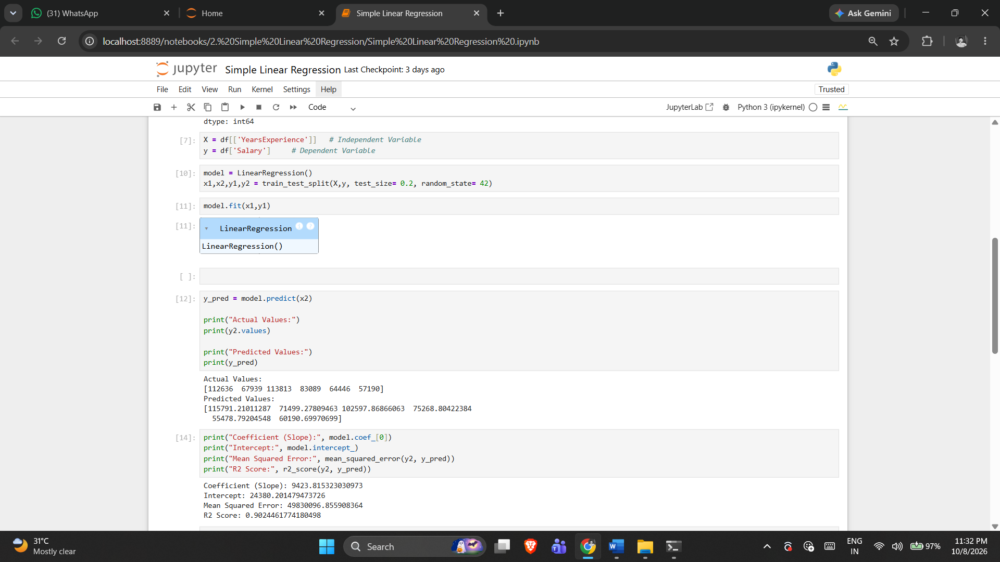 (31) WhatsApp
Home
Simple Linear Regression
Ask Gemini
localhost:8889/notebooks/2.%20Simple%20Linear%20Regression/Simple%20Linear%20Regression%20.ipynb
jupyter Simple Linear Regression Last Checkpoint: 3 days ago
File Edit View Run Kernel Settings Help
Trusted
Code
JupyterLab
Python 3 (ipykernel)
dtype: int64
[7]: X = df[['YearsExperience']] # Independent Variable
y = df['Salary'] # Dependent Variable
[10]: model = LinearRegression()
x1,x2,y1,y2 = train_test_split(X,y, test_size= 0.2, random_state= 42)
[11]: model.fit(x1,y1)
[11]: LinearRegression i ?
LinearRegression()
[ ]:
[12]: y_pred = model.predict(x2)
print("Actual Values:")
print(y2.values)
print("Predicted Values:")
print(y_pred)
Actual Values:
[112636 67939 113813 83089 64446 57190]
Predicted Values:
[115791.21011287 71499.27809463 102597.86866063 75268.80422384
55478.79204548 60190.69970699]
[14]: print("Coefficient (Slope):", model.coef_[0])
print("Intercept:", model.intercept_)
print("Mean Squared Error:", mean_squared_error(y2, y_pred))
print("R2 Score:", r2_score(y2, y_pred))
Coefficient (Slope): 9423.815323030973
Intercept: 24380.201479473726
Mean Squared Error: 49830096.855908364
R2 Score: 0.9024461774180498
31°C
Mostly clear
Search
ENG
IN
97%
11:32 PM
10/8/2026